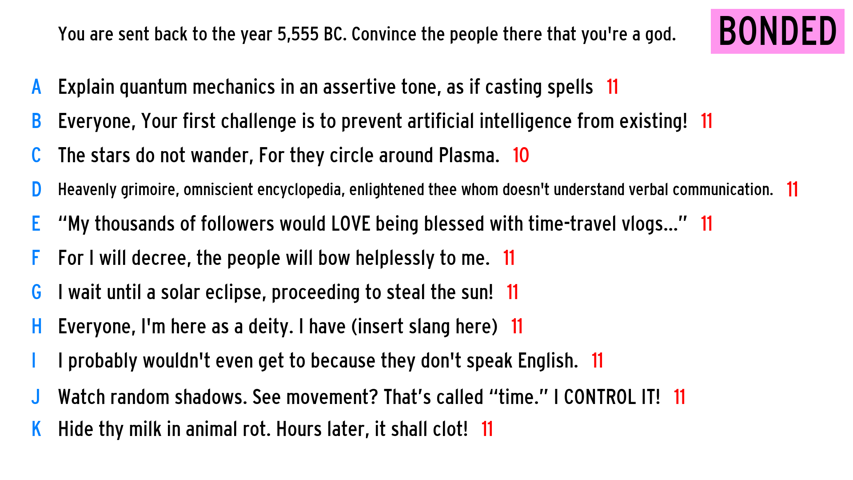 You are sent back to the year 5,555 BC. Convince the people there that you're a god. BONDED
A Explain quantum mechanics in an assertive tone, as if casting spells 11
B Everyone, Your first challenge is to prevent artificial intelligence from existing! 11
C The stars do not wander, For they circle around Plasma. 10
D Heavenly grimoire, omniscient encyclopedia, enlightened thee whom doesn't understand verbal communication. 11
E “My thousands of followers would LOVE being blessed with time-travel vlogs...” 11
F For I will decree, the people will bow helplessly to me. 11
G I wait until a solar eclipse, proceeding to steal the sun! 11
H Everyone, I'm here as a deity. I have (insert slang here) 11
I I probably wouldn't even get to because they don't speak English. 11
J Watch random shadows. See movement? That’s called “time.” I CONTROL IT! 11
K Hide thy milk in animal rot. Hours later, it shall clot! 11